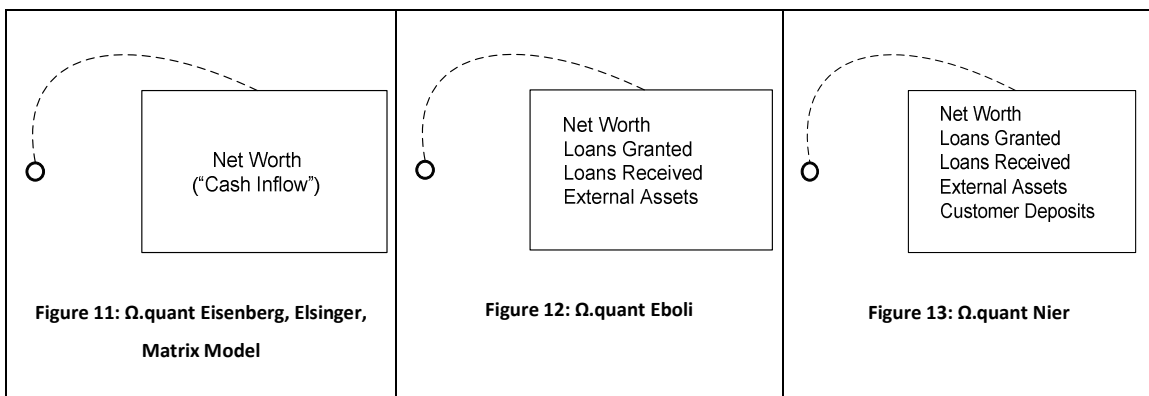 Net Worth
("Cash Inflow")
Figure 11: Ω.quant Eisenberg, Elsinger,
Matrix Model
Net Worth
Loans Granted
Loans Received
External Assets
Figure 12: Ω.quant Eboli
Net Worth
Loans Granted
Loans Received
External Assets
Customer Deposits
Figure 13: Ω.quant Nier